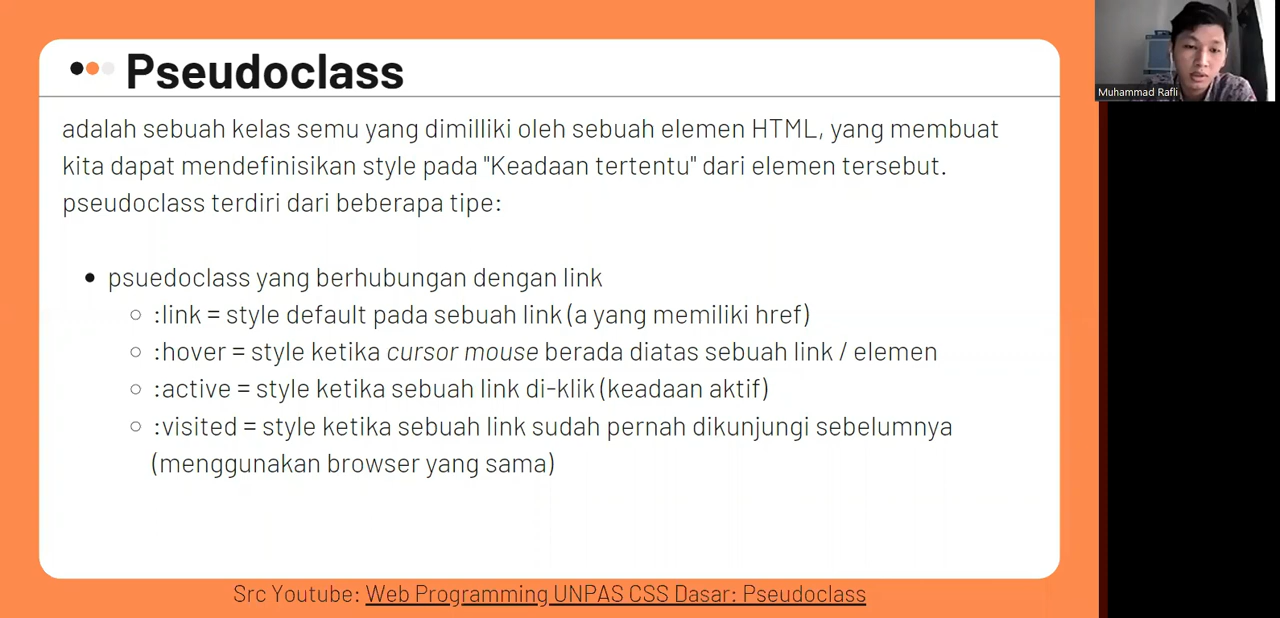 Pseudoclass
adalah sebuah kelas semu yang dimilliki oleh sebuah elemen HTML, yang membuat
kita dapat mendefinisikan style pada "Keadaan tertentu" dari elemen tersebut.
pseudoclass terdiri dari beberapa tipe:
psuedoclass yang berhubungan dengan link
:link = style default pada sebuah link (a yang memiliki href)
:hover = style ketika cursor mouse berada diatas sebuah link / elemen
:active = style ketika sebuah link di-klik (keadaan aktif)
:visited = style ketika sebuah link sudah pernah dikunjungi sebelumnya
(menggunakan browser yang sama)
Src Youtube: Web Programming UNPAS CSS Dasar: Pseudoclass
Muhammad Rafli